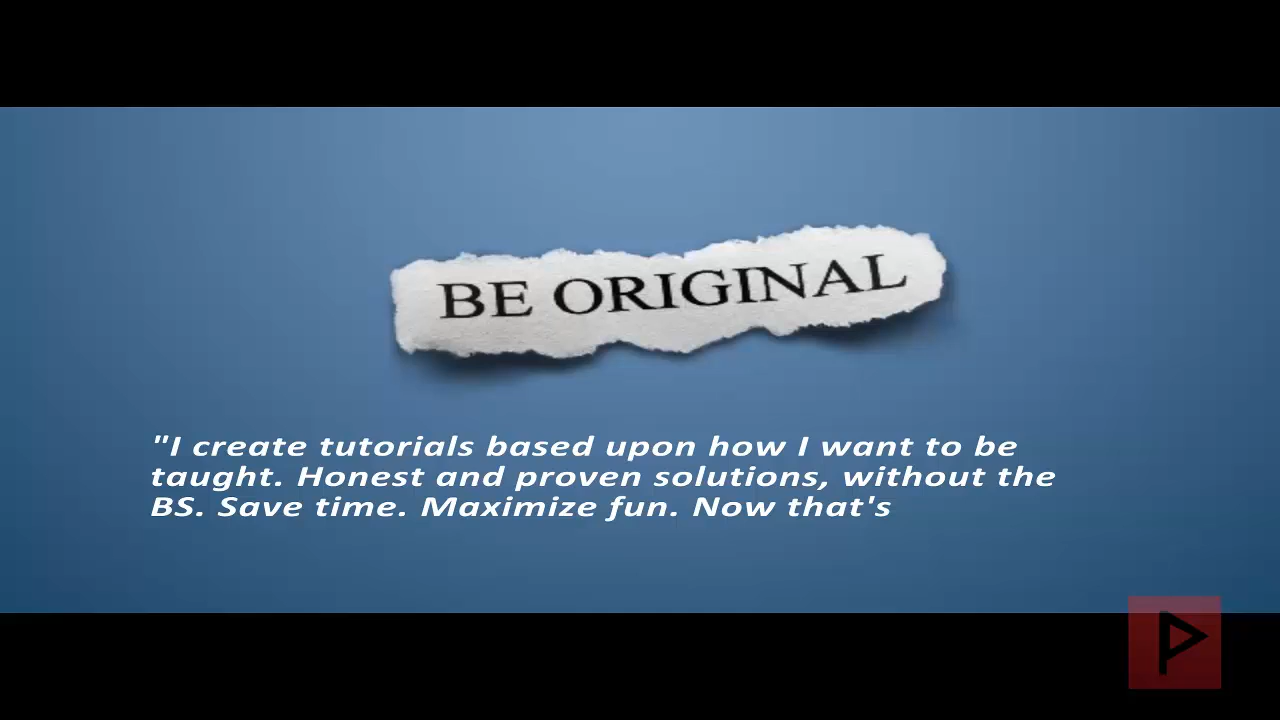 BE ORIGINAL
"I create tutorials based upon how I want to be
taught. Honest and proven solutions, without the
BS. Save time. Maximize fun. Now that's